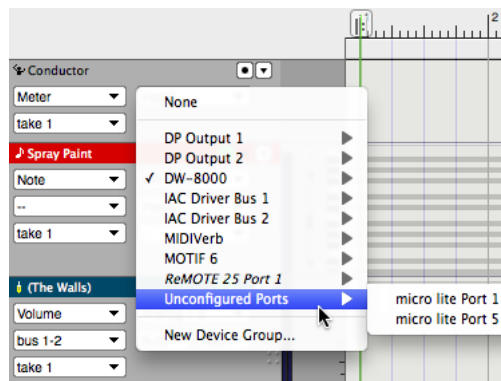 2
Conductor
Meter
take 1
Spray Paint
Note
--
take 1
(The Walls)
Volume
bus 1-2
take 1
None
DP Output 1
DP Output 2
✓ DW-8000
IAC Driver Bus 1
IAC Driver Bus 2
MIDIVerb
MOTIF 6
ReMOTE 25 Port 1
Unconfigured Ports
New Device Group...
micro lite Port 1
micro lite Port 5